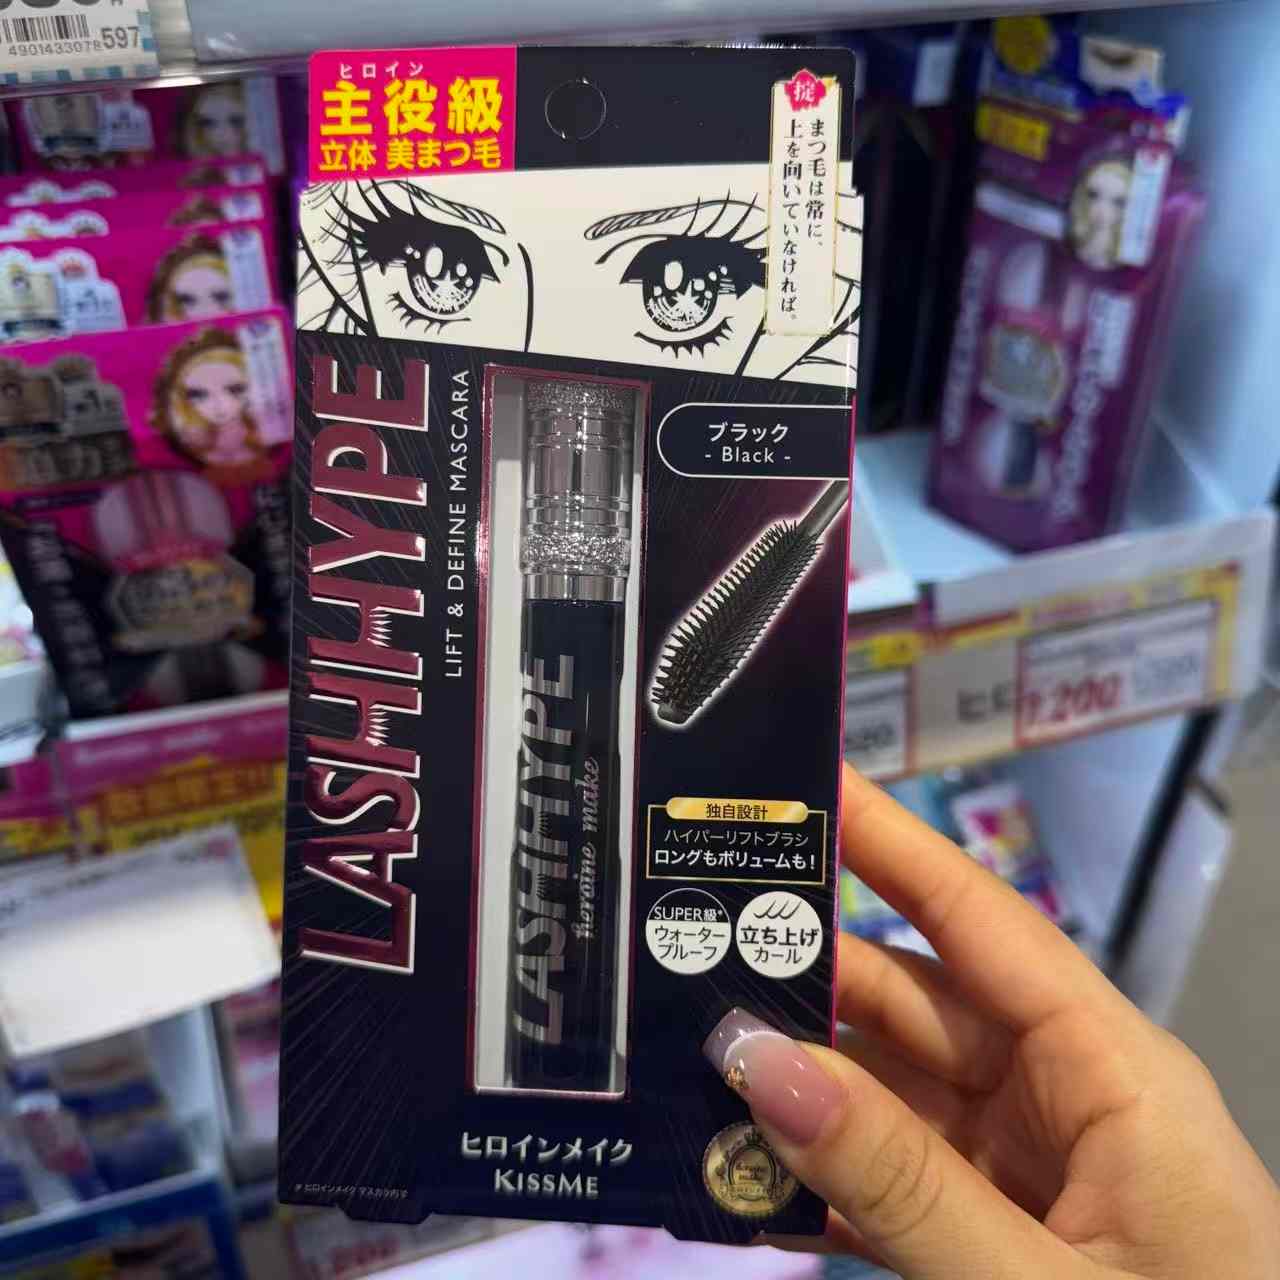 597
ヒロイン
主役級
立体 美まつ毛
掟
まつ毛は常に、
上を向いていなければ。
LASHHYPE
LIFT & DEFINE MASCARA
ブラック
- Black -
LASHHYPE
heroine make
独自設計
ハイパーリフトブラシ
ロングもボリュームも!
SUPER級*
ウォーター
プルーフ
立ち上げ
カール
ヒロインメイク
KISSME
heroine
make
1,200